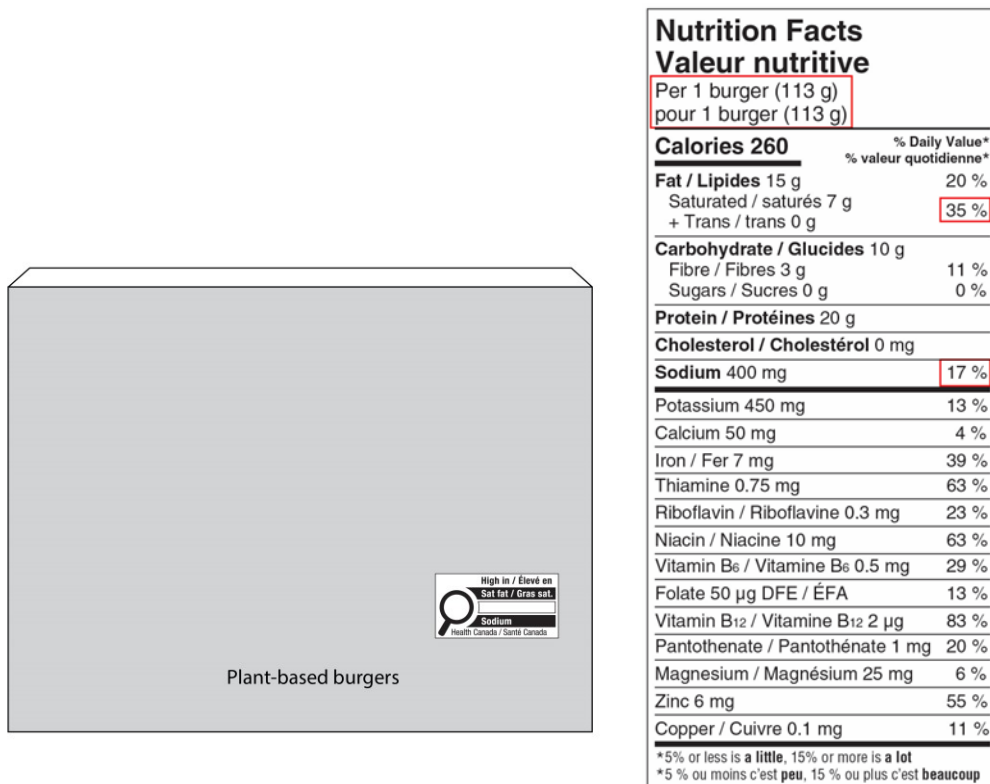 High in / Élevé en
Sat fat / Gras sat.
Sodium
Health Canada / Santé Canada
Plant-based burgers
Nutrition Facts
Valeur nutritive
Per 1 burger (113 g)
pour 1 burger (113 g)
Calories 260
% Daily Value*
% valeur quotidienne*
Fat / Lipides 15 g 20 %
Saturated / saturés 7 g
+ Trans / trans 0 g
35 %
Carbohydrate / Glucides 10 g
Fibre / Fibres 3 g 11 %
Sugars / Sucres 0 g 0 %
Protein / Protéines 20 g
Cholesterol / Cholestérol 0 mg
Sodium 400 mg 17 %
Potassium 450 mg 13 %
Calcium 50 mg 4 %
Iron / Fer 7 mg 39 %
Thiamine 0.75 mg 63 %
Riboflavin / Riboflavine 0.3 mg 23 %
Niacin / Niacine 10 mg 63 %
Vitamin B6 / Vitamine B6 0.5 mg 29 %
Folate 50 µg DFE / ÉFA 13 %
Vitamin B12 / Vitamine B12 2 µg 83 %
Pantothenate / Pantothénate 1 mg 20 %
Magnesium / Magnésium 25 mg 6 %
Zinc 6 mg 55 %
Copper / Cuivre 0.1 mg 11 %
*5% or less is a little, 15% or more is a lot
*5 % ou moins c'est peu, 15 % ou plus c'est beaucoup